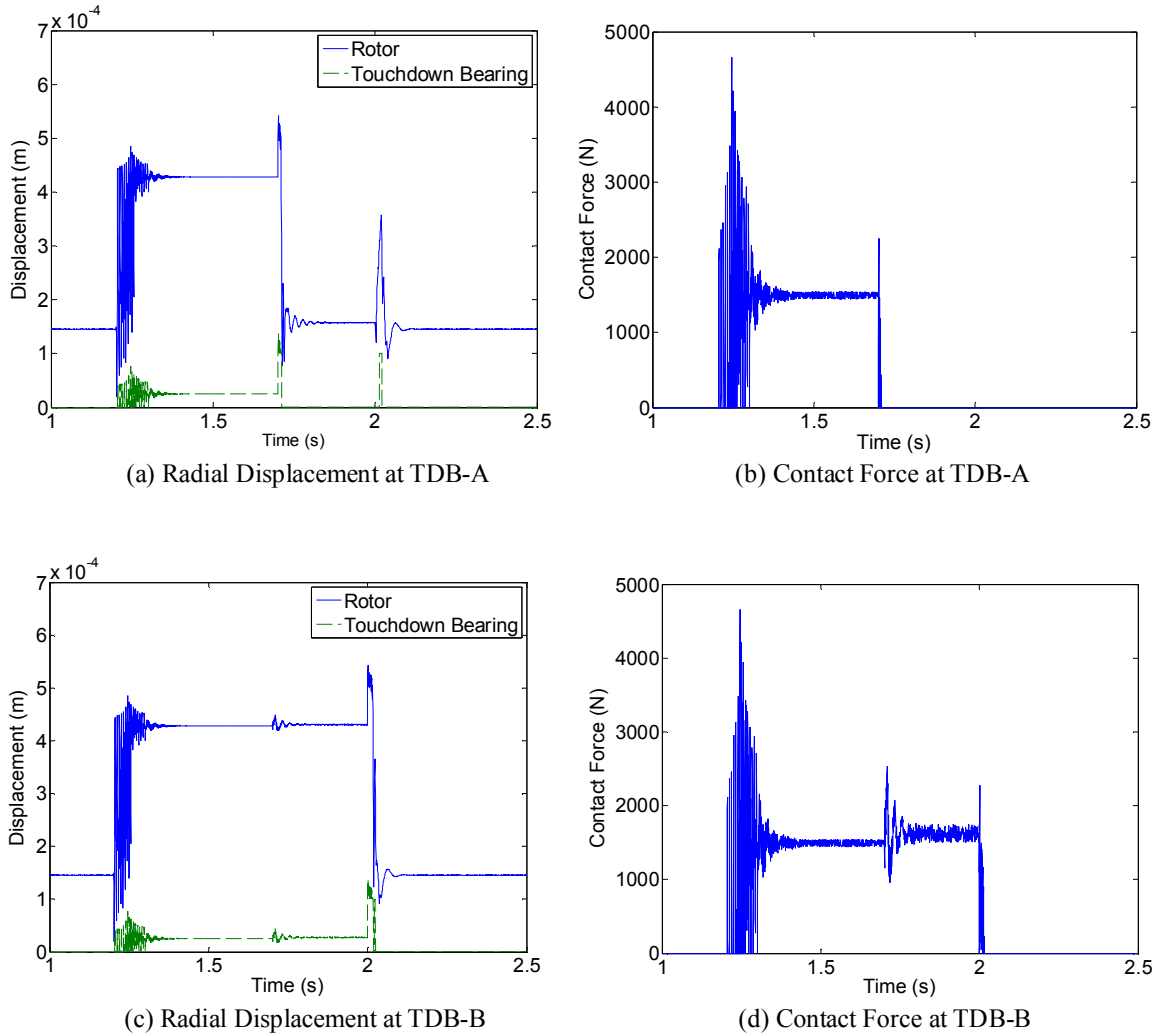 7 x 10^-4
Rotor
Touchdown Bearing
6
5
4
3
2
1
0
1
1.5
2
2.5
Displacement (m)
Time (s)
(a) Radial Displacement at TDB-A
5000
4000
3000
2000
1000
0
1
1.5
2
2.5
Contact Force (N)
Time (s)
(b) Contact Force at TDB-A
7 x 10^-4
Rotor
Touchdown Bearing
6
5
4
3
2
1
0
1
1.5
2
2.5
Displacement (m)
Time (s)
(c) Radial Displacement at TDB-B
5000
4000
3000
2000
1000
0
1
1.5
2
2.5
Contact Force (N)
Time (s)
(d) Contact Force at TDB-B